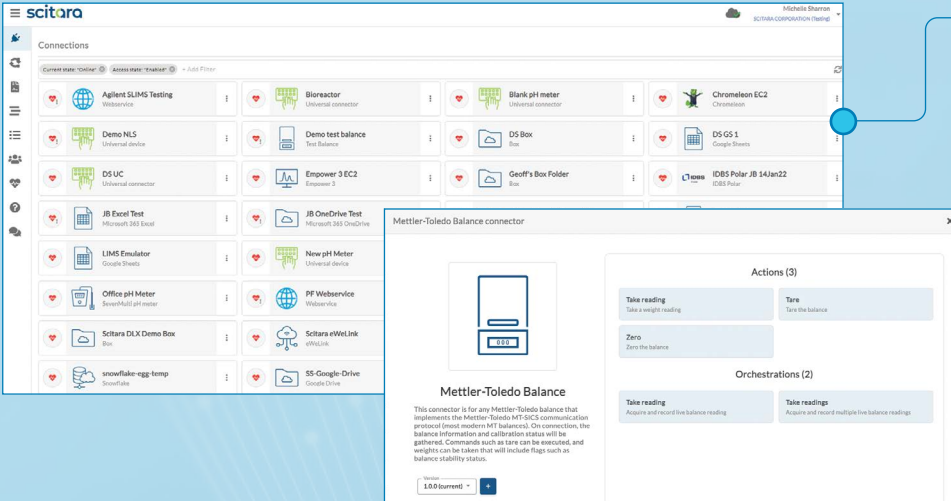 scitara
Michelle Sharron
SCITARA CORPORATION (Testing)
Connections
Current state: "Online"
Access state: "Enabled"
+ Add Filter
Agilent SLIMS Testing
Webservice
Bioreactor
Universal connector
Blank pH meter
Universal connector
Chromeleon EC2
Chromeleon
Demo NLS
Universal device
Demo test balance
Test Balance
DS Box
Box
DS GS 1
Google Sheets
DS UC
Universal connector
Empower 3 EC2
Empower 3
Geoff's Box Folder
Box
IDBS
IDBS Polar JB 14Jan22
IDBS Polar
JB Excel Test
Microsoft 365 Excel
JB OneDrive Test
Microsoft 365 OneDrive
LIMS Emulator
Google Sheets
New pH Meter
Universal device
Office pH Meter
SevenMulti pH meter
PF Webservice
Webservice
Scitara DLX Demo Box
Box
Scitara eWeLink
eWeLink
snowflake-egg-temp
Snowflake
SS-Google-Drive
Google Drive
Mettler-Toledo Balance connector
000
Mettler-Toledo Balance
This connector is for any Mettler-Toledo balance that
implements the Mettler-Toledo MT-SICS communication
protocol (most modern MT balances). On connection, the
balance information and calibration status will be
gathered. Commands such as tare can be executed, and
weights can be taken that will include flags such as
balance stability status.
Version
1.0.0 (current)
+
Actions (3)
Take reading
Take a weight reading
Tare
Tare the balance
Zero
Zero the balance
Orchestrations (2)
Take reading
Acquire and record live balance reading
Take readings
Acquire and record multiple live balance readings